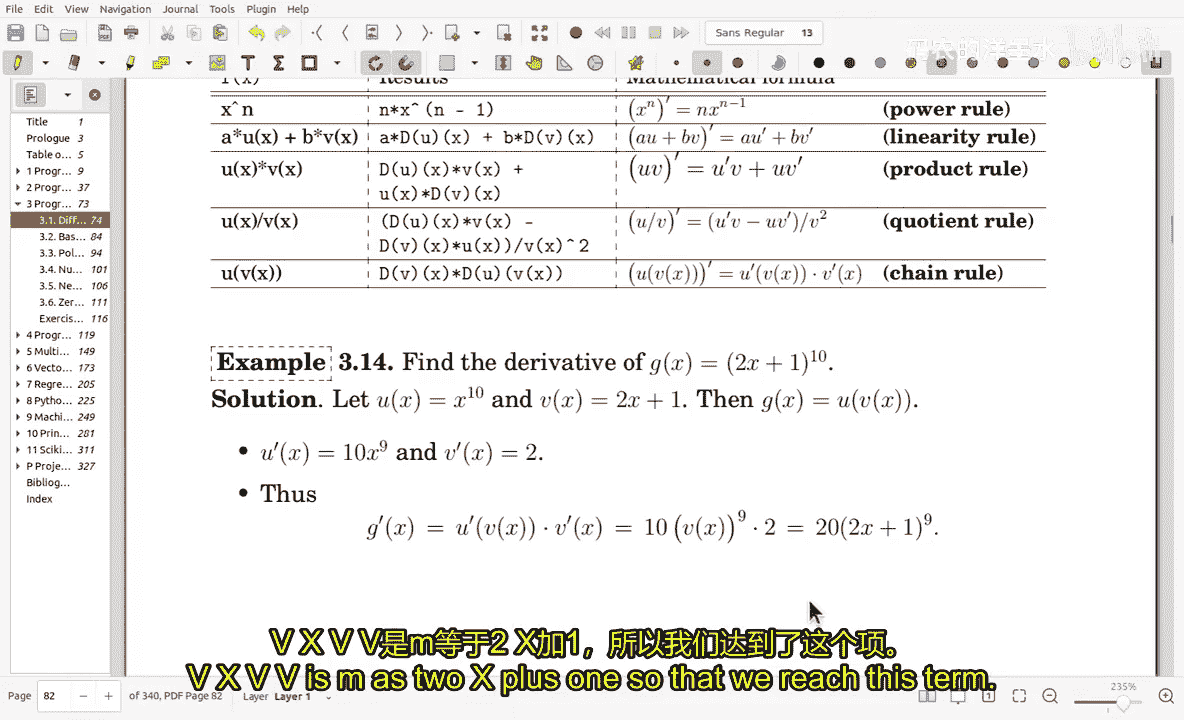 File Edit View Navigation Journal Tools Plugin Help
Sans Regular 13
Results Mathematical formula
x^n n*x^(n - 1) (xⁿ)′ = nxⁿ⁻¹ (power rule)
a*u(x) + b*v(x) a*D(u)(x) + b*D(v)(x) (au + bv)′ = au′ + bv′ (linearity rule)
u(x)*v(x) D(u)(x)*v(x) + (uv)′ = u′v + uv′ (product rule)
u(x)*D(v)(x)
u(x)/v(x) (D(u)(x)*v(x) - (u/v)′ = (u′v − uv′)/v² (quotient rule)
D(v)(x)*u(x))/v(x)^2
u(v(x)) D(v)(x)*D(u)(v(x)) (u(v(x)))′ = u′(v(x)) · v′(x) (chain rule)
Example 3.14. Find the derivative of g(x) = (2x + 1)¹⁰.
Solution. Let u(x) = x¹⁰ and v(x) = 2x + 1. Then g(x) = u(v(x)).
• u′(x) = 10x⁹ and v′(x) = 2.
• Thus
g′(x) = u′(v(x)) · v′(x) = 10 (v(x))⁹ · 2 = 20(2x + 1)⁹.
Title 1
Prologue 3
Table o... 5
1 Progr... 9
2 Progr... 37
3 Progr... 73
3.1. Diff... 74
3.2. Bas... 84
3.3. Pol... 94
3.4. Nu... 101
3.5. Ne... 106
3.6. Zer... 111
Exercis... 116
4 Progr... 119
5 Multi... 149
6 Vecto... 173
7 Regre... 205
8 Pytho... 225
9 Machi... 249
10 Prin... 281
11 Sciki... 311
P Proje... 327
Bibliog...
Index
V X V V是m等于2 X加1，所以我们达到了这个项。
V X V V is m as two X plus one so that we reach this term.
Page 82 − + of 340, PDF Page 82 Layer Layer 1
235%